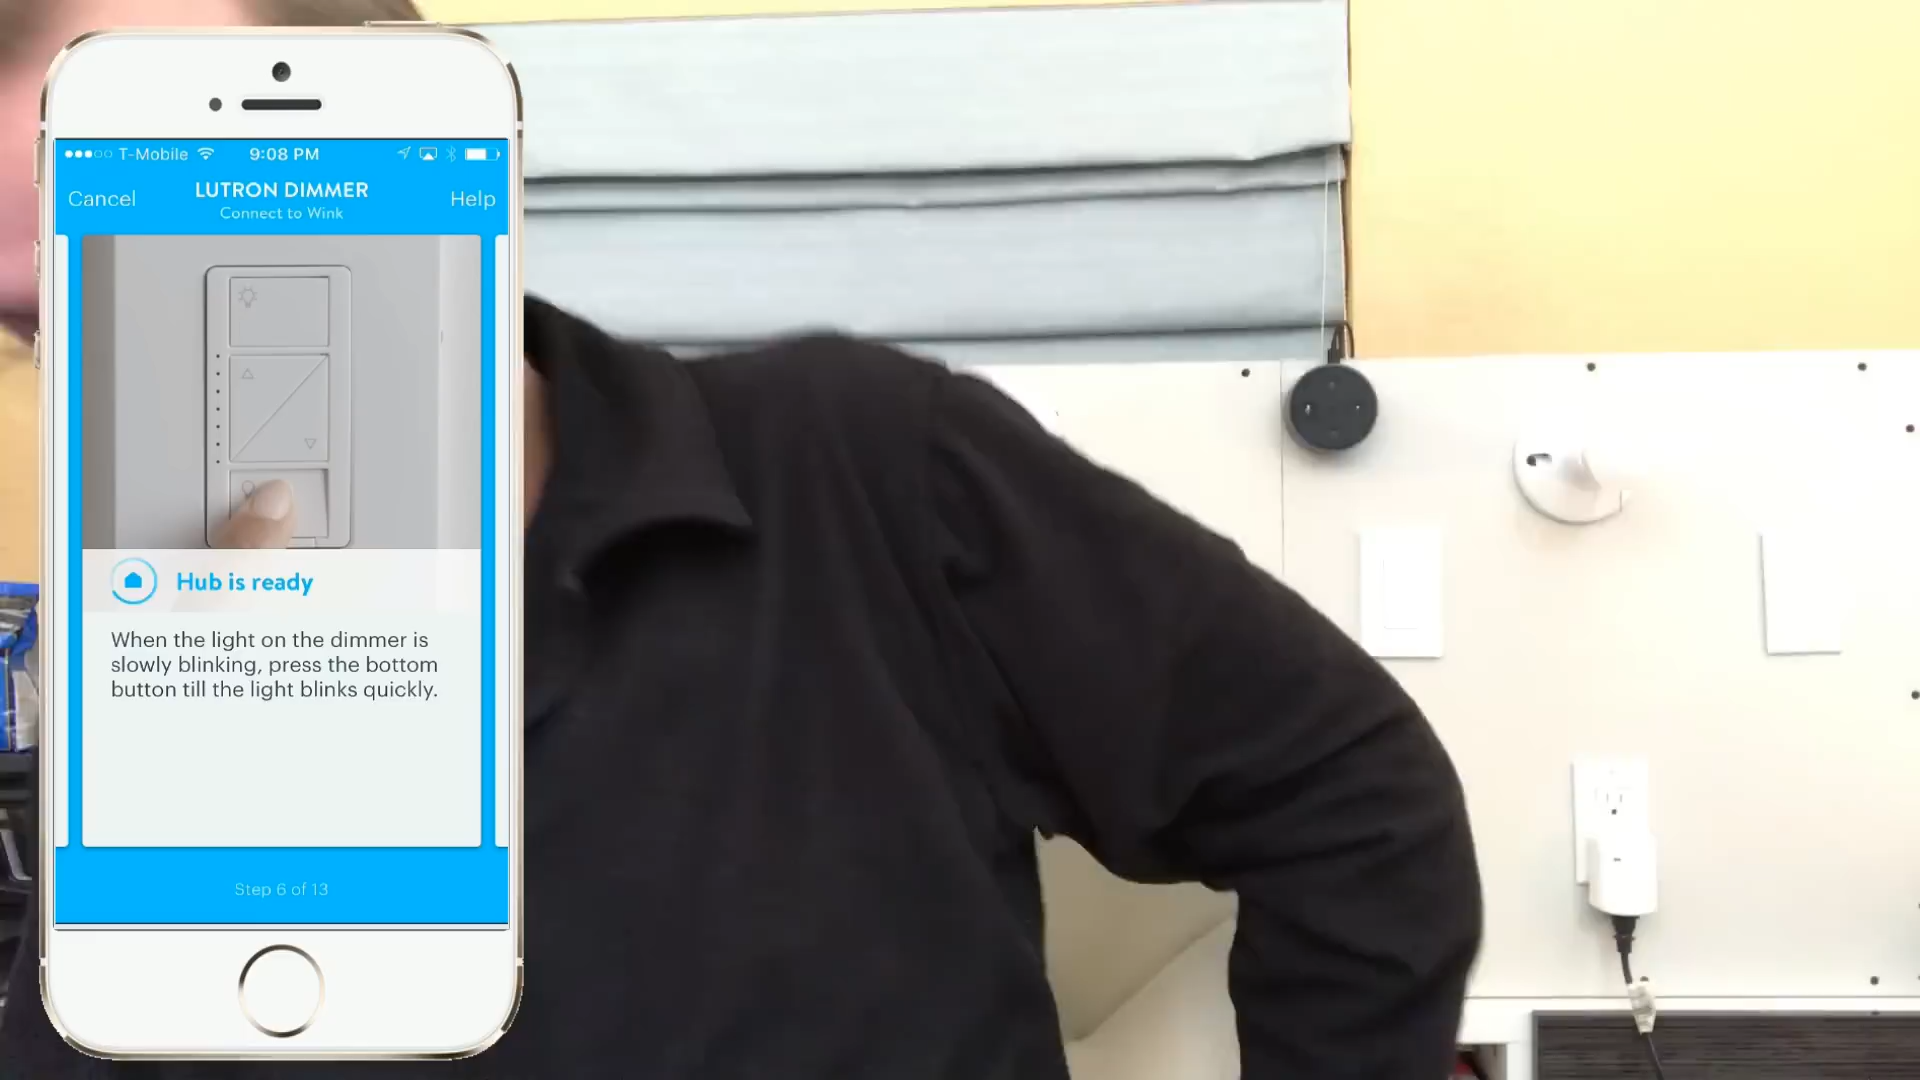 T-Mobile 9:08 PM
Cancel LUTRON DIMMER Help
Connect to Wink
Hub is ready
When the light on the dimmer is
slowly blinking, press the bottom
button till the light blinks quickly.
Step 6 of 13